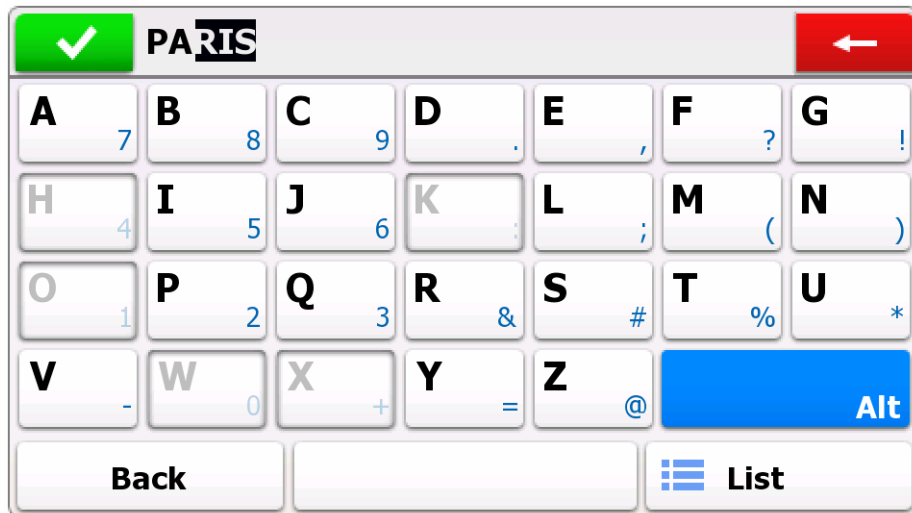 PARIS
A 7 B 8 C 9 D . E , F ? G !
H 4 I 5 J 6 K : L ; M ( N )
O 1 P 2 Q 3 R & S # T % U *
V - W 0 X + Y = Z @ Alt
Back List